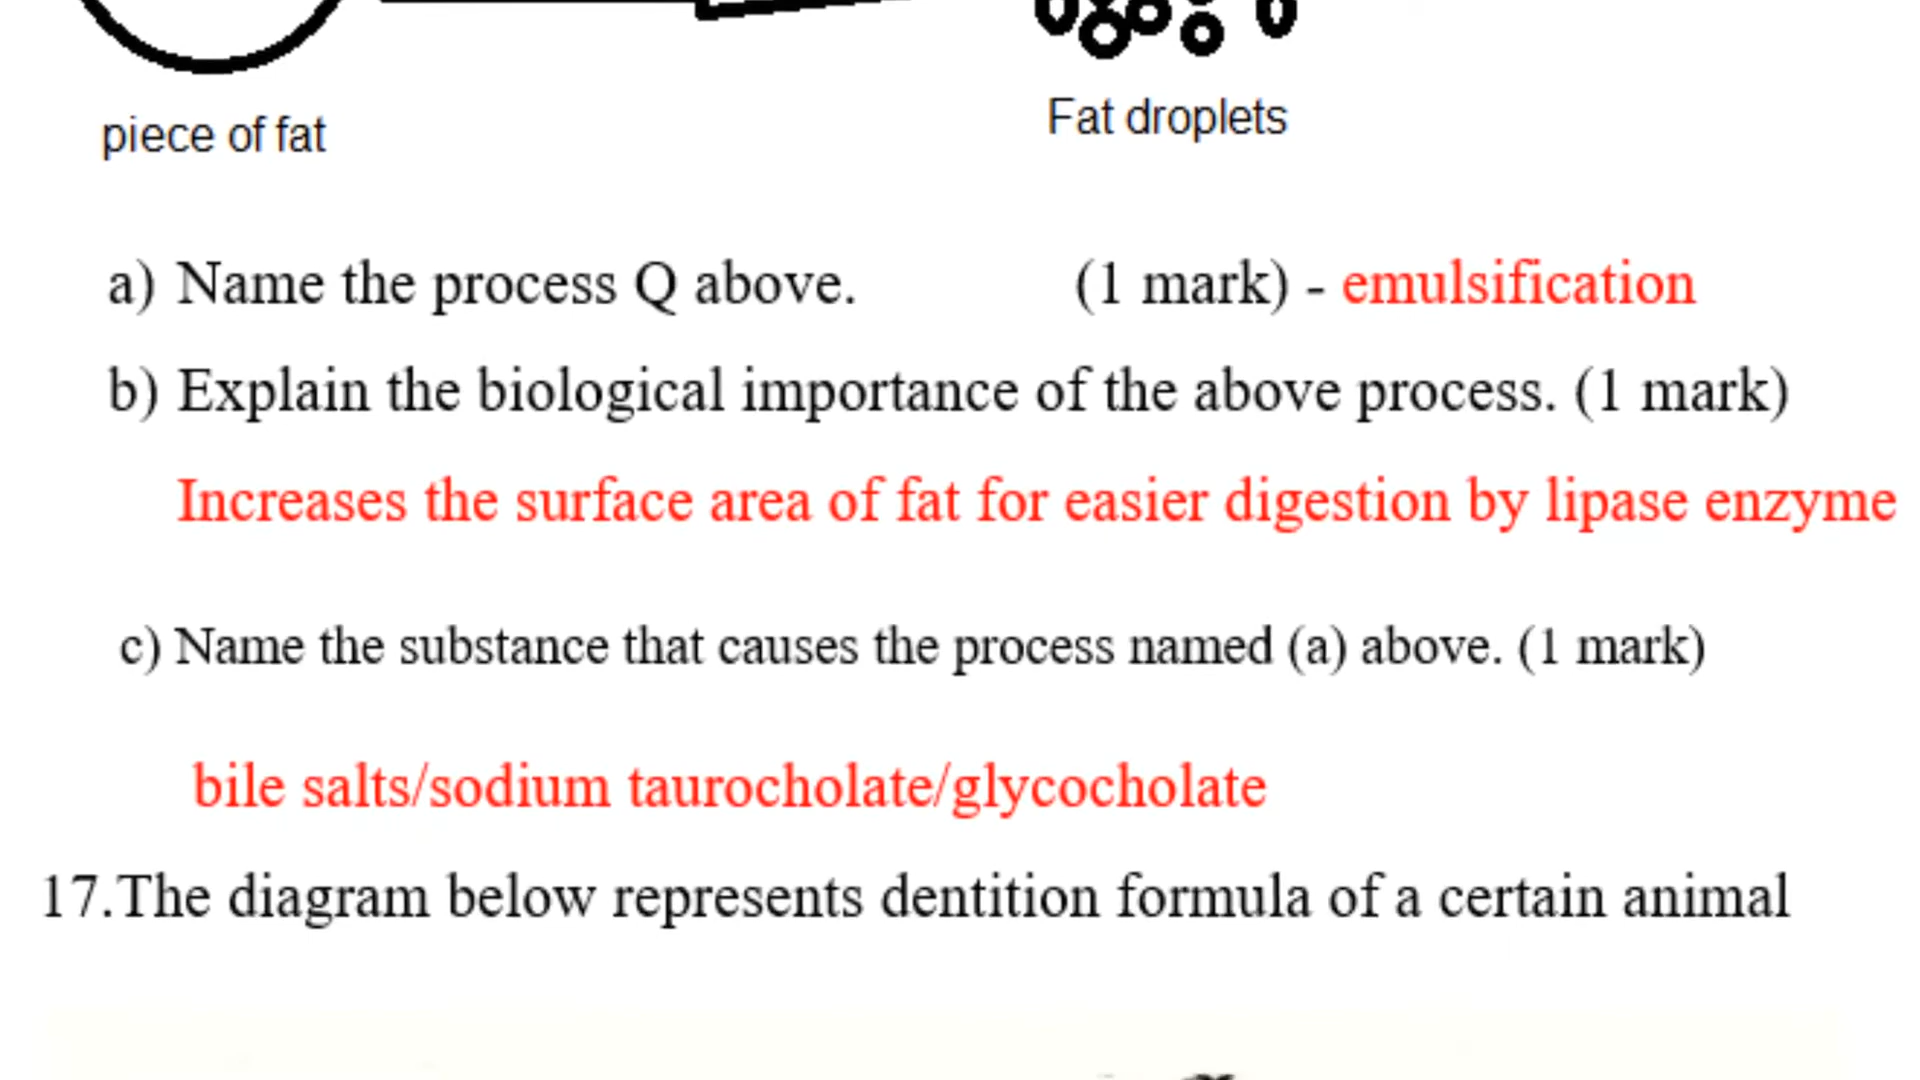 piece of fat
Fat droplets
a) Name the process Q above. (1 mark) - emulsification
b) Explain the biological importance of the above process. (1 mark)
Increases the surface area of fat for easier digestion by lipase enzyme
c) Name the substance that causes the process named (a) above. (1 mark)
bile salts/sodium taurocholate/glycocholate
17.The diagram below represents dentition formula of a certain animal